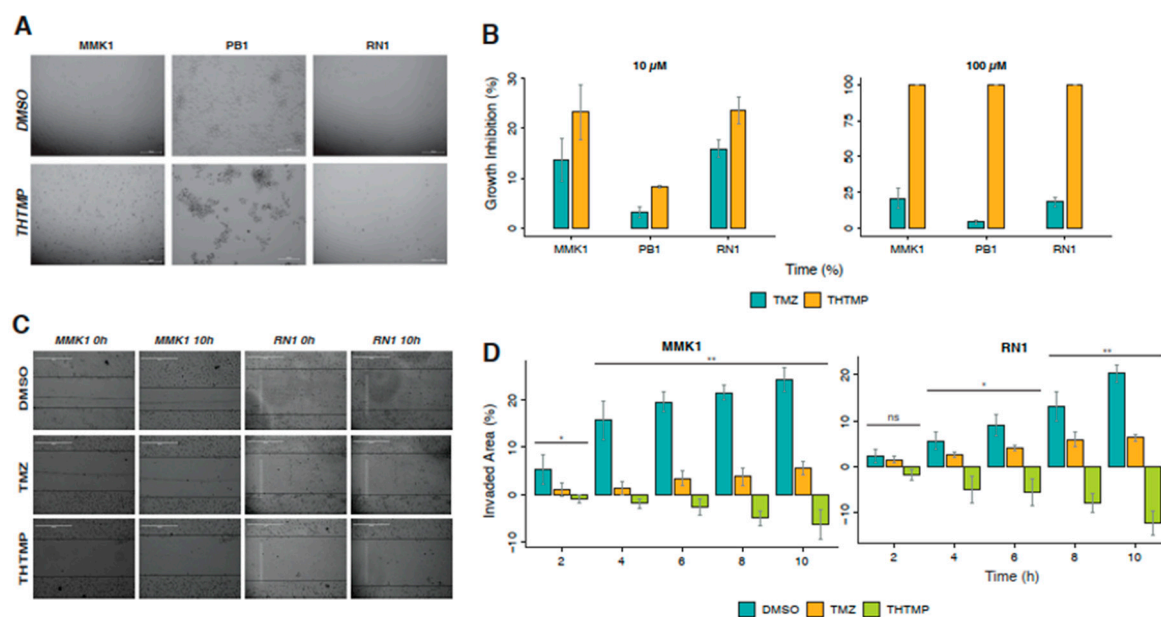 A
MMK1 PB1 RN1
DMSO
THTMP
B
10 µM 100 µM
Growth Inhibition (%)
30
20
10
0
100
75
50
25
0
MMK1 PB1 RN1 MMK1 PB1 RN1
Time (%)
TMZ THTMP
C
MMK1 0h MMK1 10h RN1 0h RN1 10h
DMSO
TMZ
THTMP
D
MMK1 RN1
Invaded Area (%)
20
10
0
−10
20
10
0
−10
* **
ns * **
2 4 6 8 10 2 4 6 8 10
Time (h)
DMSO TMZ THTMP